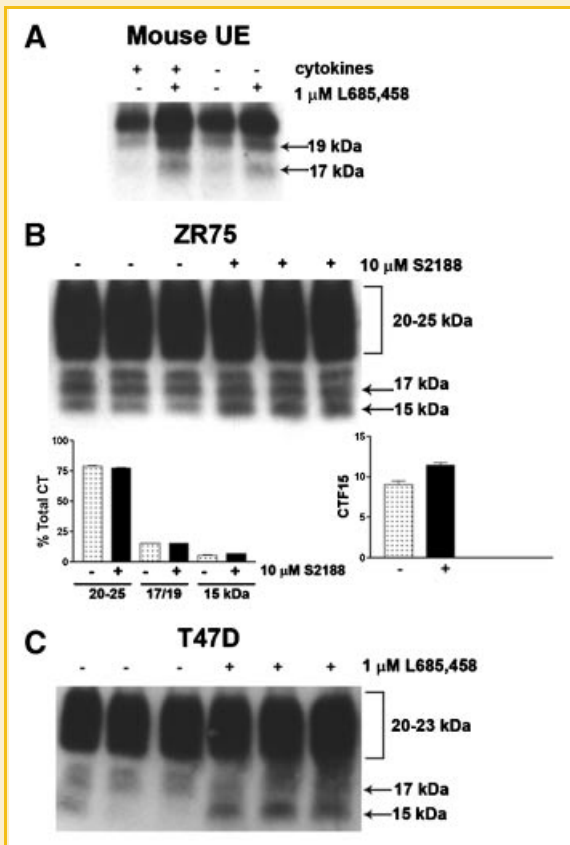 A
Mouse UE
+ + - - cytokines
- + - + 1 µM L685,458
19 kDa
17 kDa
B
ZR75
- - - + + + 10 µM S2188
20-25 kDa
17 kDa
15 kDa
% Total CT
100
75
50
25
0
- + - + - + 10 µM S2188
20-25 17/19 15 kDa
CTF15
15
10
5
0
- +
C
T47D
- - - + + + 1 µM L685,458
20-23 kDa
17 kDa
15 kDa